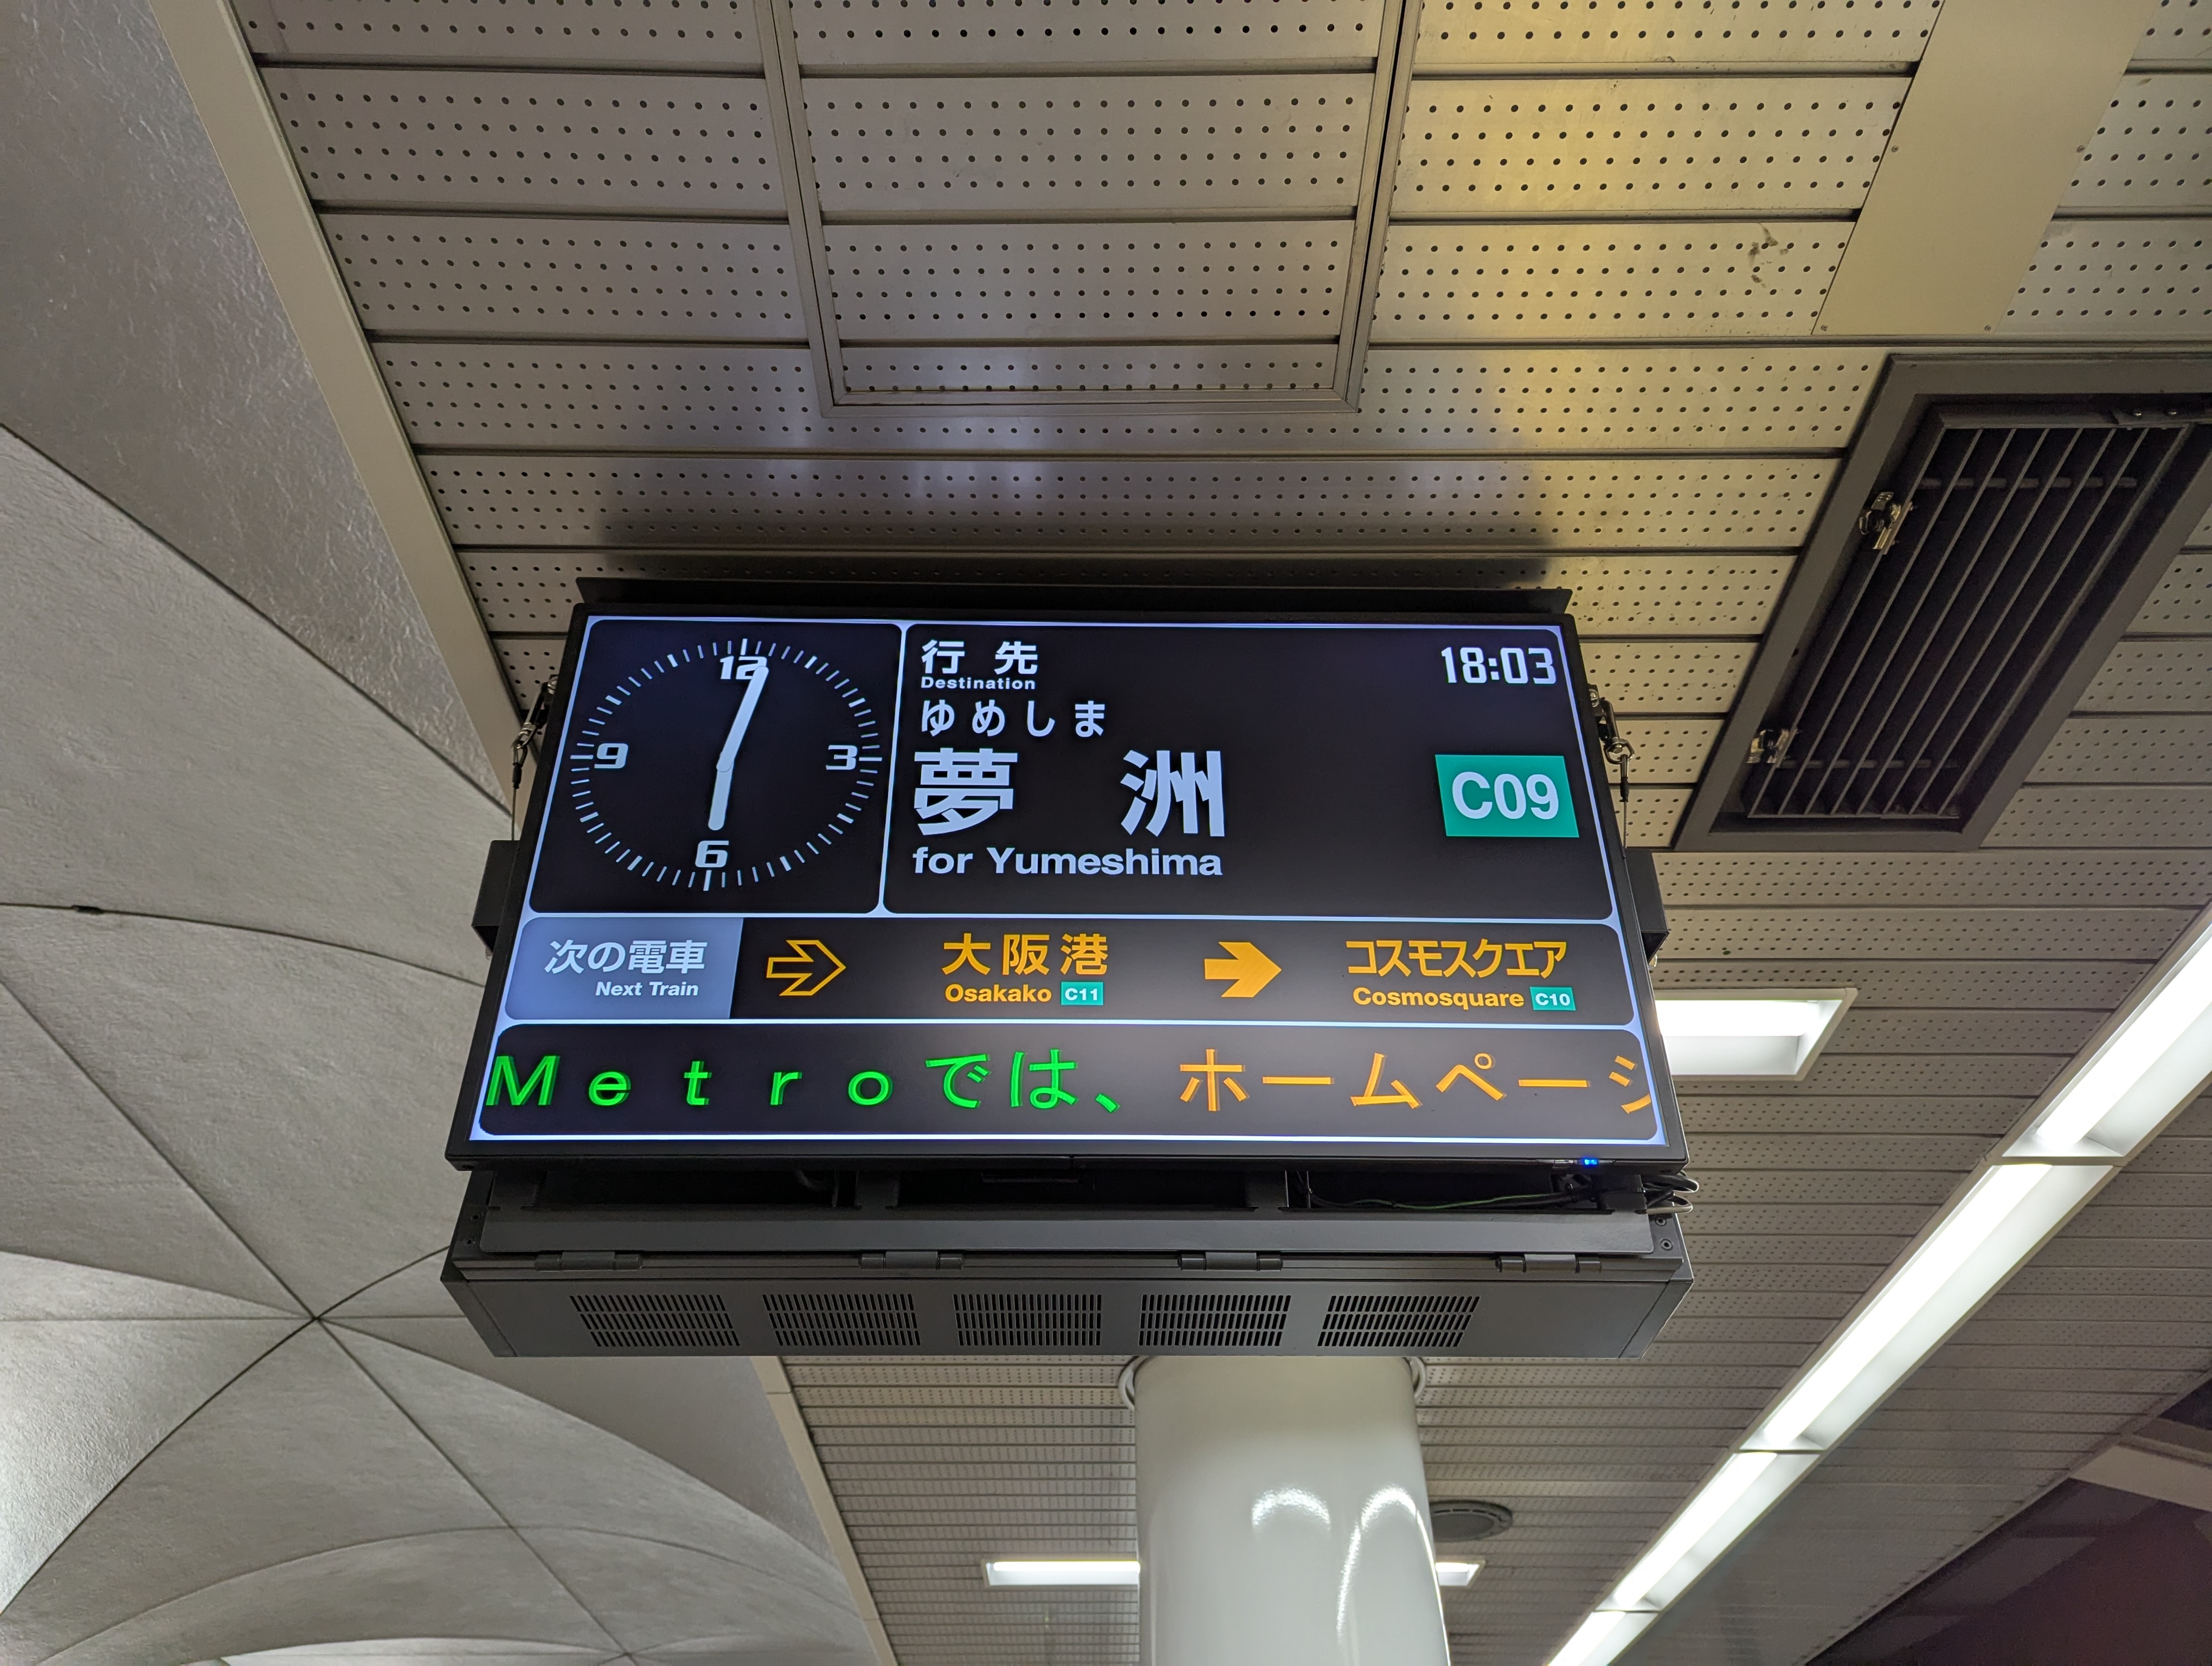 12
3
6
9
行先
Destination
18:03
ゆめしま
夢洲
C09
for Yumeshima
次の電車
Next Train
大阪港
Osakako C11
コスモスクエア
Cosmosquare C10
Metroでは、ホームページ